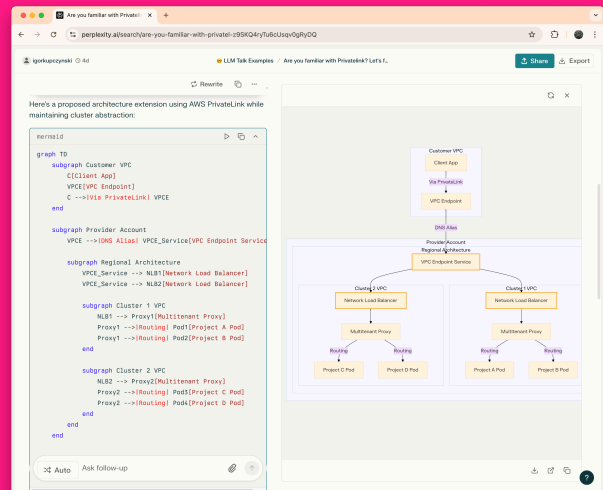 Are you familiar with Privatel
perplexity.ai/search/are-you-familiar-with-privatel-z9SKQ4ryTu6cUsqv0gRyDQ
igorkupczynski 4d
LLM Talk Examples / Are you familiar with Privatelink? Let's f...
Share
Export
Rewrite
Here's a proposed architecture extension using AWS PrivateLink while
maintaining cluster abstraction:
mermaid
graph TD
subgraph Customer VPC
C[Client App]
VPCE[VPC Endpoint]
C -->|Via PrivateLink| VPCE
end
subgraph Provider Account
VPCE -->|DNS Alias| VPCE_Service[VPC Endpoint Service
subgraph Regional Architecture
VPCE_Service --> NLB1[Network Load Balancer]
VPCE_Service --> NLB2[Network Load Balancer]
subgraph Cluster 1 VPC
NLB1 --> Proxy1[Multitenant Proxy]
Proxy1 -->|Routing| Pod1[Project A Pod]
Proxy1 -->|Routing| Pod2[Project B Pod]
end
subgraph Cluster 2 VPC
NLB2 --> Proxy2[Multitenant Proxy]
Proxy2 -->|Routing| Pod3[Project C Pod]
Proxy2 -->|Routing| Pod4[Project D Pod]
end
end
end
Auto
Ask follow-up
Customer VPC
Client App
Via PrivateLink
VPC Endpoint
DNS Alias
Provider Account
Regional Architecture
VPC Endpoint Service
Cluster 2 VPC
Cluster 1 VPC
Network Load Balancer
Network Load Balancer
Multitenant Proxy
Multitenant Proxy
Routing
Routing
Routing
Routing
Project C Pod
Project D Pod
Project A Pod
Project B Pod
?